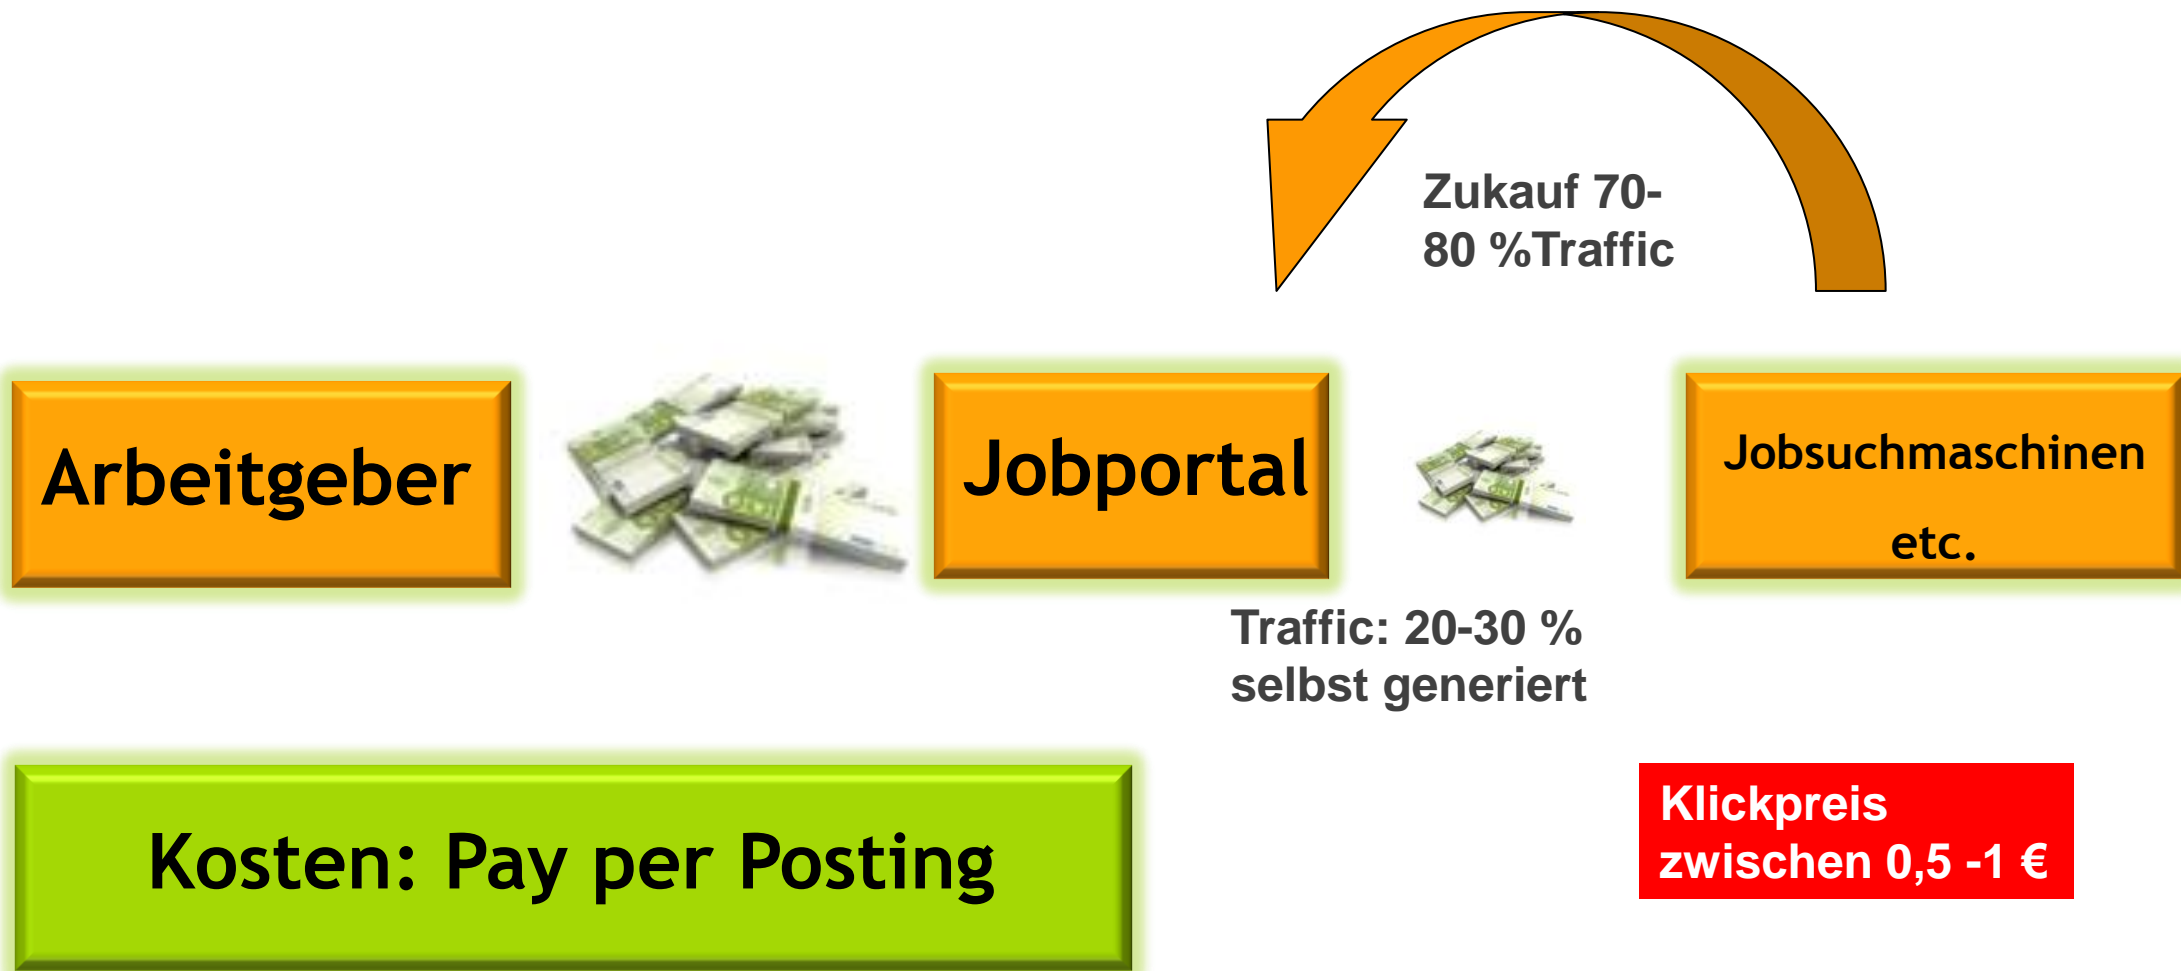 Zukauf 70-
80 %Traffic
Arbeitgeber
Jobportal
Jobsuchmaschinen
etc.
Traffic: 20-30 %
selbst generiert
Kosten: Pay per Posting
Klickpreis
zwischen 0,5 -1 €